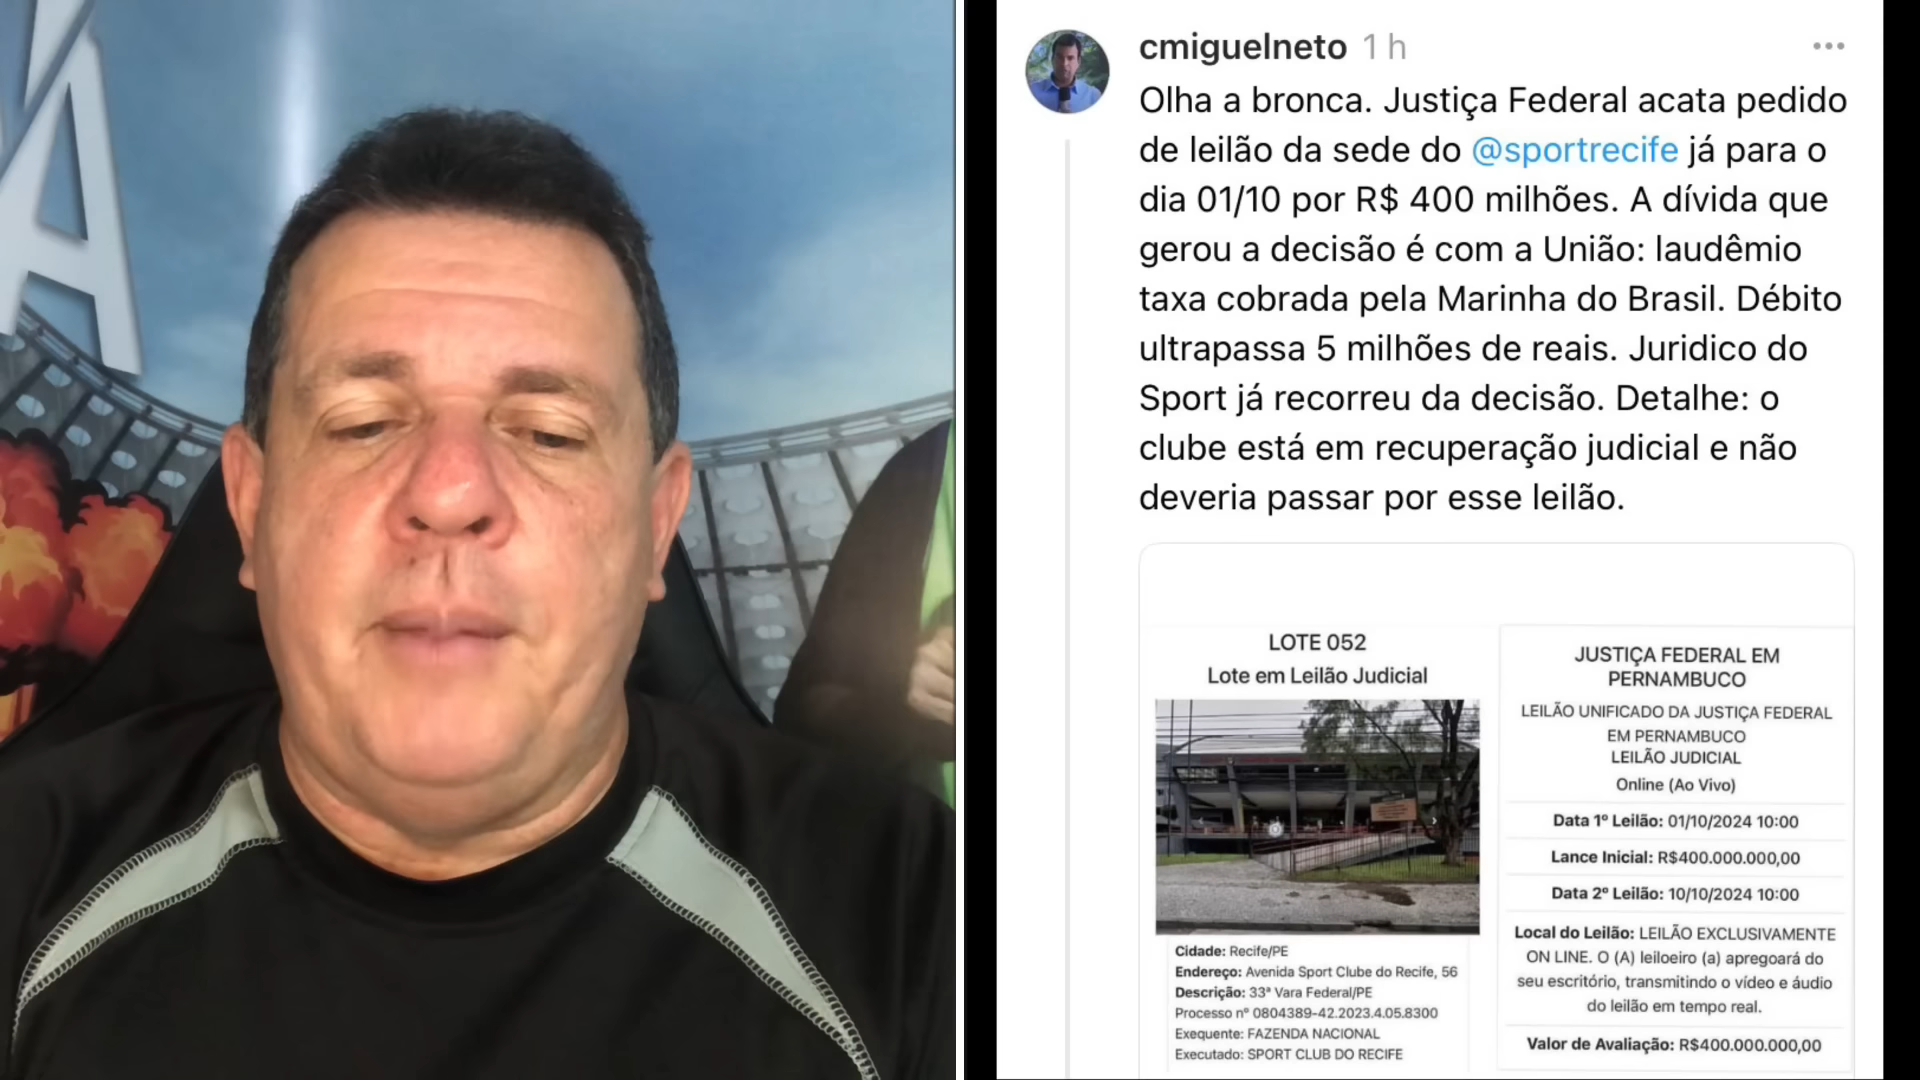 A
cmiguelneto 1 h
Olha a bronca. Justiça Federal acata pedido
de leilão da sede do @sportrecife já para o
dia 01/10 por R$ 400 milhões. A dívida que
gerou a decisão é com a União: laudêmio
taxa cobrada pela Marinha do Brasil. Débito
ultrapassa 5 milhões de reais. Juridico do
Sport já recorreu da decisão. Detalhe: o
clube está em recuperação judicial e não
deveria passar por esse leilão.
LOTE 052
Lote em Leilão Judicial
Cidade: Recife/PE
Endereço: Avenida Sport Clube do Recife, 56
Descrição: 33ª Vara Federal/PE
Processo nº 0804389-42.2023.4.05.8300
Exequente: FAZENDA NACIONAL
Executado: SPORT CLUB DO RECIFE
JUSTIÇA FEDERAL EM
PERNAMBUCO
LEILÃO UNIFICADO DA JUSTIÇA FEDERAL
EM PERNAMBUCO
LEILÃO JUDICIAL
Online (Ao Vivo)
Data 1º Leilão: 01/10/2024 10:00
Lance Inicial: R$400.000.000,00
Data 2º Leilão: 10/10/2024 10:00
Local do Leilão: LEILÃO EXCLUSIVAMENTE
ON LINE. O (A) leiloeiro (a) apregoará do
seu escritório, transmitindo o vídeo e áudio
do leilão em tempo real.
Valor de Avaliação: R$400.000.000,00